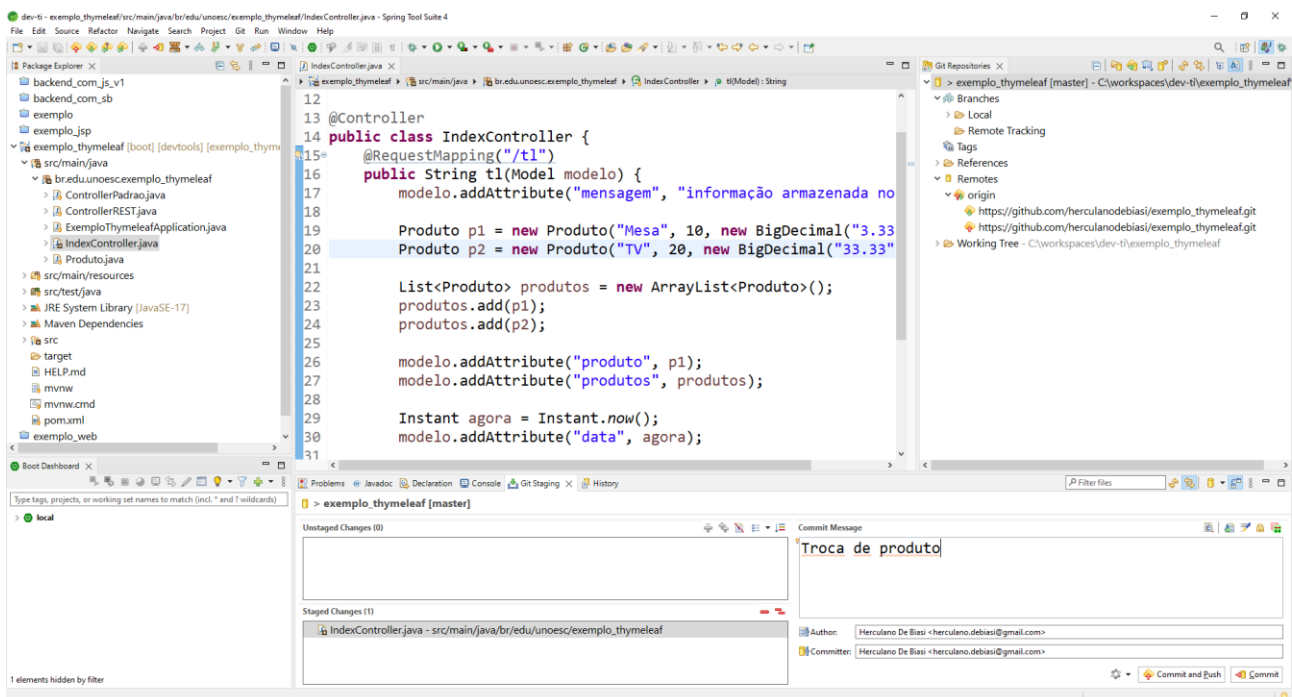 dev-ti - exemplo_thymeleaf/src/main/java/br/edu/unoesc/exemplo_thymeleaf/IndexController.java - Spring Tool Suite 4
File Edit Source Refactor Navigate Search Project Git Run Window Help
Package Explorer
backend_com_js_v1
backend_com_sb
exemplo
exemplo_jsp
exemplo_thymeleaf [boot] [devtools] [exemplo_thyme
src/main/java
br.edu.unoesc.exemplo_thymeleaf
ControllerPadrao.java
ControllerREST.java
ExemploThymeleafApplication.java
IndexController.java
Produto.java
src/main/resources
src/test/java
JRE System Library [JavaSE-17]
Maven Dependencies
src
target
HELP.md
mvnw
mvnw.cmd
pom.xml
exemplo_web
IndexController.java
exemplo_thymeleaf src/main/java br.edu.unoesc.exemplo_thymeleaf IndexController tl(Model) : String
12
13 @Controller
14 public class IndexController {
15 @RequestMapping("/tl")
16 public String tl(Model modelo) {
17 modelo.addAttribute("mensagem", "informação armazenada no
18
19 Produto p1 = new Produto("Mesa", 10, new BigDecimal("3.33
20 Produto p2 = new Produto("TV", 20, new BigDecimal("33.33"
21
22 List<Produto> produtos = new ArrayList<Produto>();
23 produtos.add(p1);
24 produtos.add(p2);
25
26 modelo.addAttribute("produto", p1);
27 modelo.addAttribute("produtos", produtos);
28
29 Instant agora = Instant.now();
30 modelo.addAttribute("data", agora);
31
Git Repositories
> exemplo_thymeleaf [master] - C:\workspaces\dev-ti\exemplo_thymeleaf
Branches
Local
Remote Tracking
Tags
References
Remotes
origin
https://github.com/herculanodebiasi/exemplo_thymeleaf.git
https://github.com/herculanodebiasi/exemplo_thymeleaf.git
Working Tree - C:\workspaces\dev-ti\exemplo_thymeleaf
Boot Dashboard
Type tags, projects, or working set names to match (incl. * and ? wildcards)
local
1 elements hidden by filter
Problems Javadoc Declaration Console Git Staging History
Filter files
> exemplo_thymeleaf [master]
Unstaged Changes (0)
Staged Changes (1)
IndexController.java - src/main/java/br/edu/unoesc/exemplo_thymeleaf
Commit Message
Troca de produto
Author: Herculano De Biasi <herculano.debiasi@gmail.com>
Committer: Herculano De Biasi <herculano.debiasi@gmail.com>
Commit and Push Commit